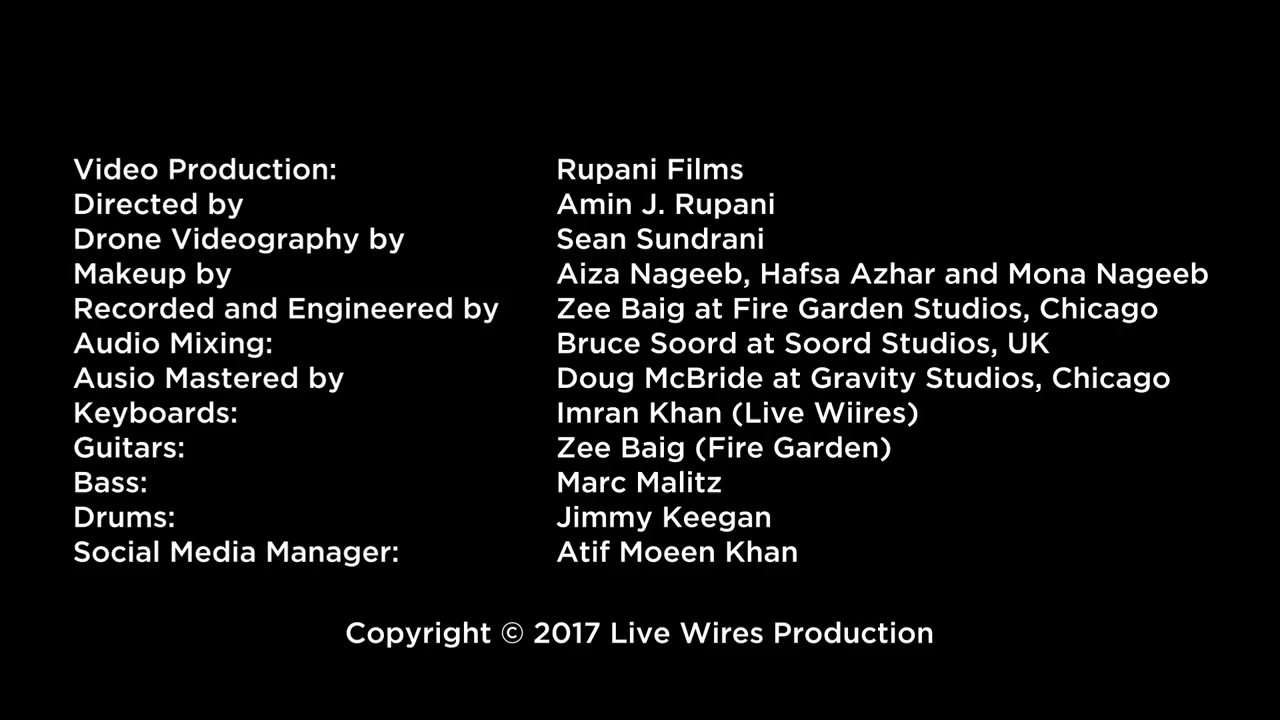 Video Production: Rupani Films
Directed by Amin J. Rupani
Drone Videography by Sean Sundrani
Makeup by Aiza Nageeb, Hafsa Azhar and Mona Nageeb
Recorded and Engineered by Zee Baig at Fire Garden Studios, Chicago
Audio Mixing: Bruce Soord at Soord Studios, UK
Ausio Mastered by Doug McBride at Gravity Studios, Chicago
Keyboards: Imran Khan (Live Wiires)
Guitars: Zee Baig (Fire Garden)
Bass: Marc Malitz
Drums: Jimmy Keegan
Social Media Manager: Atif Moeen Khan
Copyright © 2017 Live Wires Production